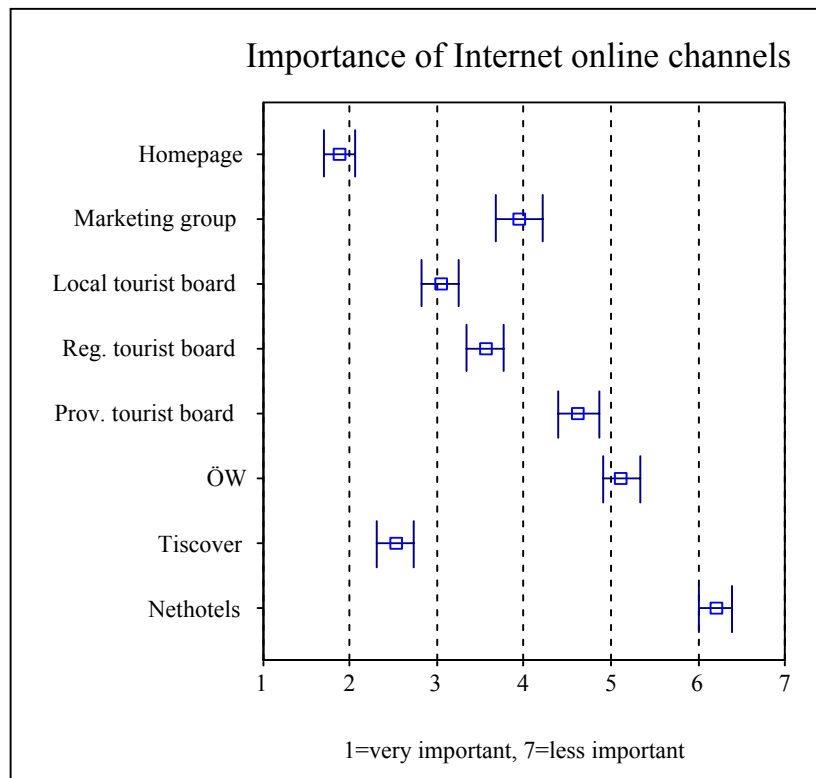 Importance of Internet online channels
Homepage
Marketing group
Local tourist board
Reg. tourist board
Prov. tourist board
ÖW
Tiscover
Nethotels
1 2 3 4 5 6 7
1=very important, 7=less important